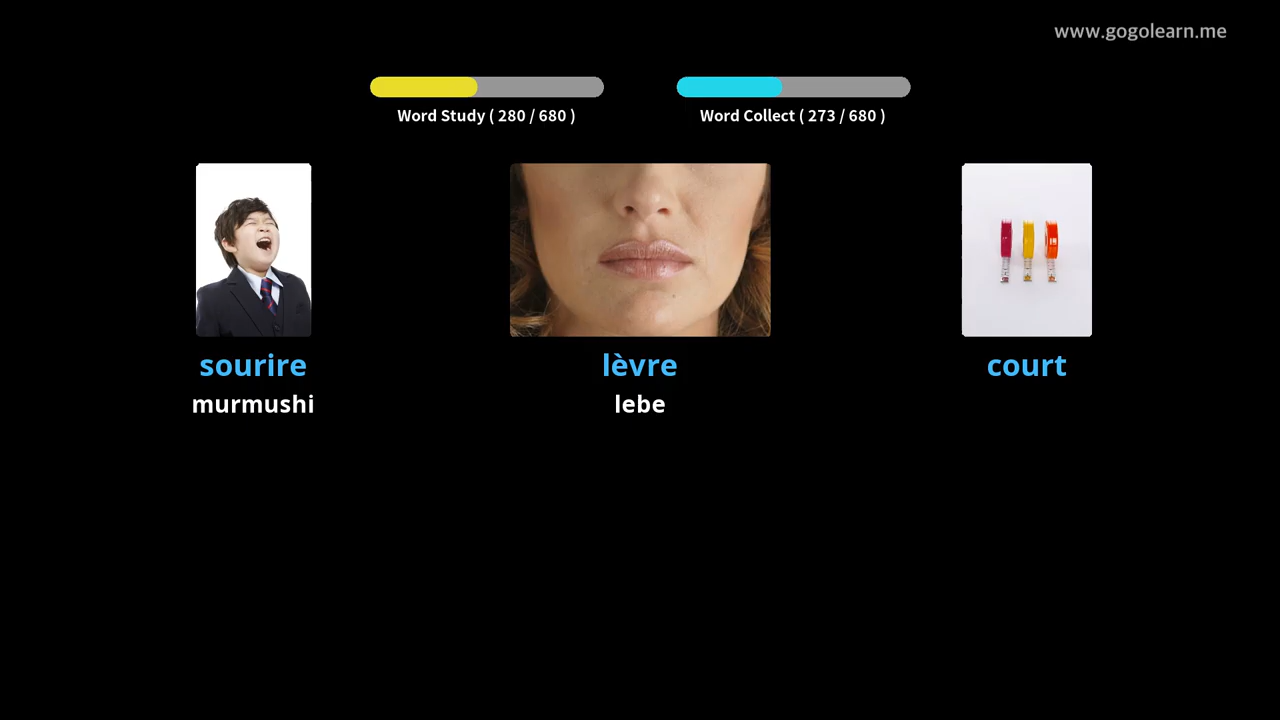 www.gogolearn.me
Word Study ( 280 / 680 )
Word Collect ( 273 / 680 )
sourire
murmushi
lèvre
lebe
court